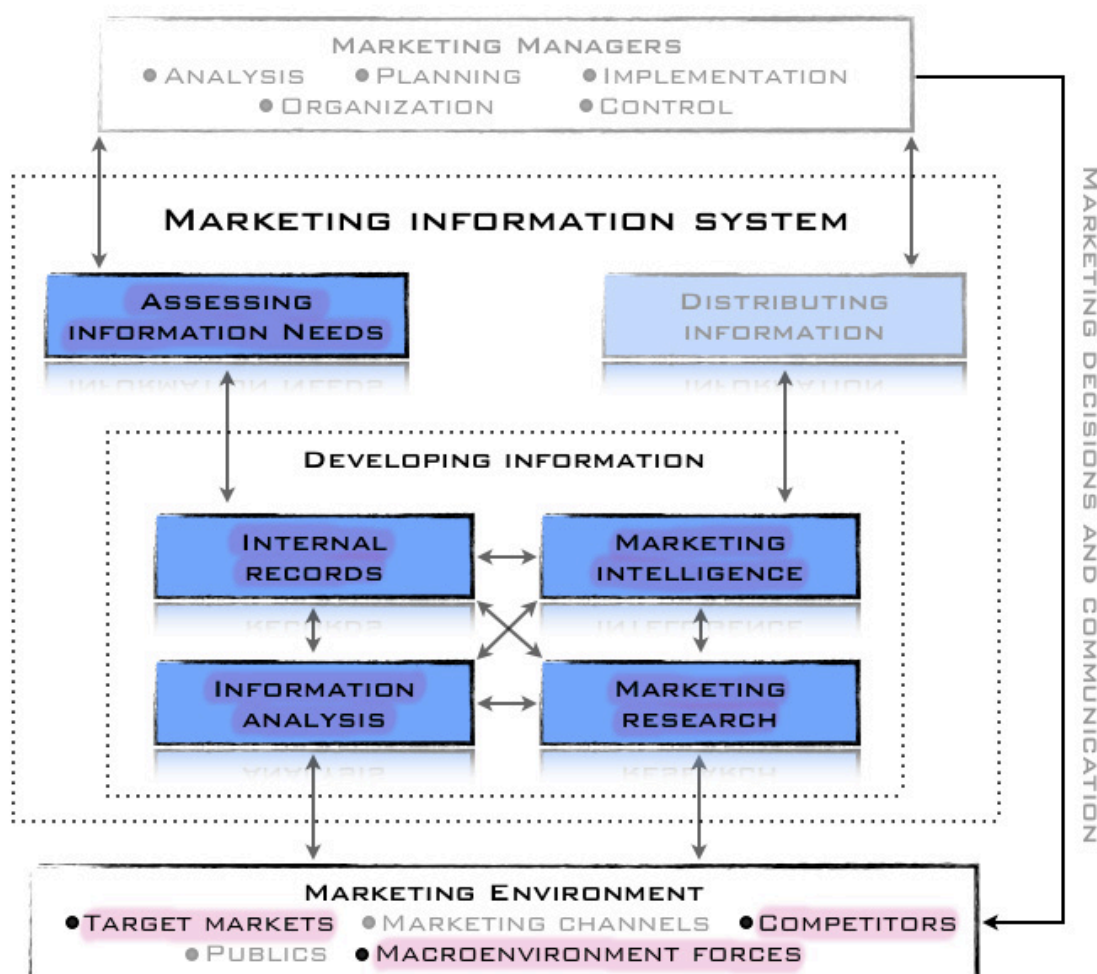 MARKETING MANAGERS
● ANALYSIS ● PLANNING ● IMPLEMENTATION
● ORGANIZATION ● CONTROL
MARKETING INFORMATION SYSTEM
ASSESSING
INFORMATION NEEDS
DISTRIBUTING
INFORMATION
DEVELOPING INFORMATION
INTERNAL
RECORDS
MARKETING
INTELLIGENCE
INFORMATION
ANALYSIS
MARKETING
RESEARCH
MARKETING ENVIRONMENT
● TARGET MARKETS ● MARKETING CHANNELS ● COMPETITORS
● PUBLICS ● MACROENVIRONMENT FORCES
MARKETING DECISIONS AND COMMUNICATION